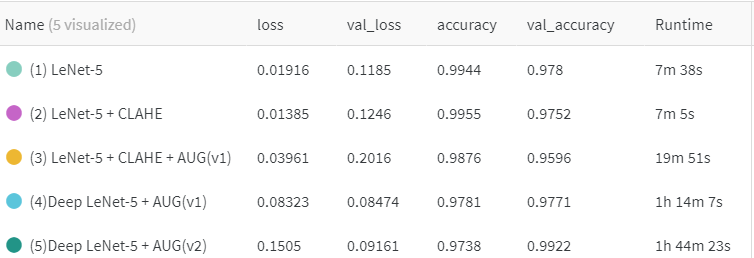 Name (5 visualized) loss val_loss accuracy val_accuracy Runtime
(1) LeNet-5 0.01916 0.1185 0.9944 0.978 7m 38s
(2) LeNet-5 + CLAHE 0.01385 0.1246 0.9955 0.9752 7m 5s
(3) LeNet-5 + CLAHE + AUG(v1) 0.03961 0.2016 0.9876 0.9596 19m 51s
(4)Deep LeNet-5 + AUG(v1) 0.08323 0.08474 0.9781 0.9771 1h 14m 7s
(5)Deep LeNet-5 + AUG(v2) 0.1505 0.09161 0.9738 0.9922 1h 44m 23s